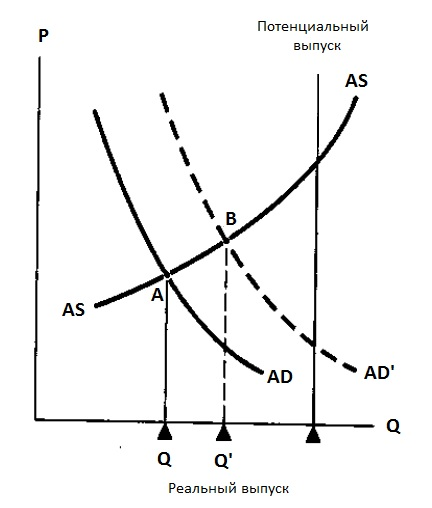 Потенциальный
выпуск
P
AS
B
A
AS
AD
AD'
Q
Q
Q'
Реальный выпуск